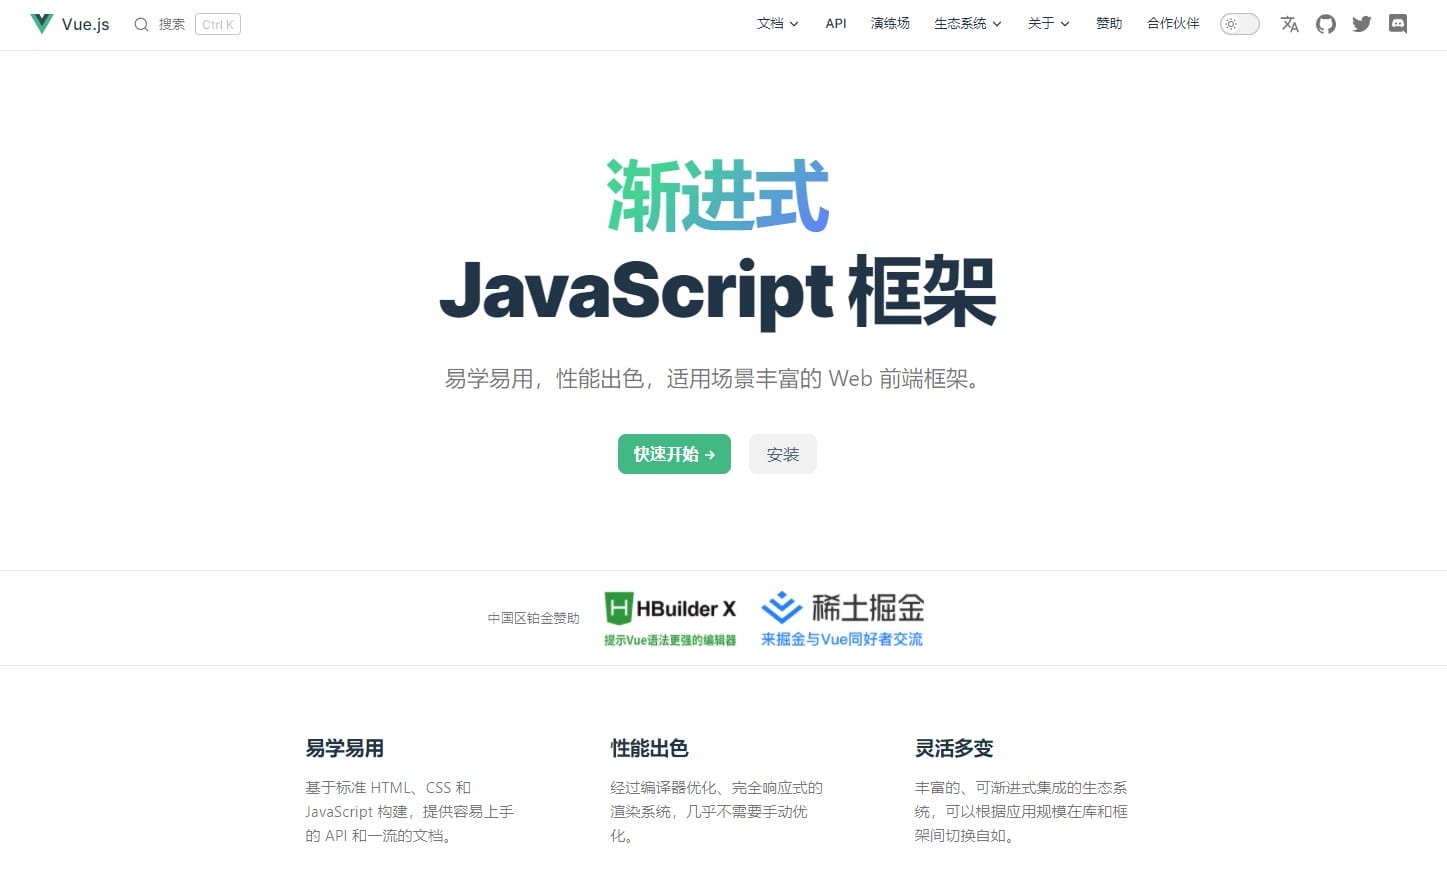 Vue.js 搜索 Ctrl K 文档 API 演练场 生态系统 关于 赞助 合作伙伴
渐进式
JavaScript 框架
易学易用，性能出色，适用场景丰富的 Web 前端框架。
快速开始 → 安装
中国区铂金赞助
HBuilder X
提示Vue语法更强的编辑器
稀土掘金
来掘金与Vue同好者交流
易学易用
基于标准 HTML、CSS 和
JavaScript 构建，提供容易上手
的 API 和一流的文档。
性能出色
经过编译器优化、完全响应式的
渲染系统，几乎不需要手动优
化。
灵活多变
丰富的、可渐进式集成的生态系
统，可以根据应用规模在库和框
架间切换自如。